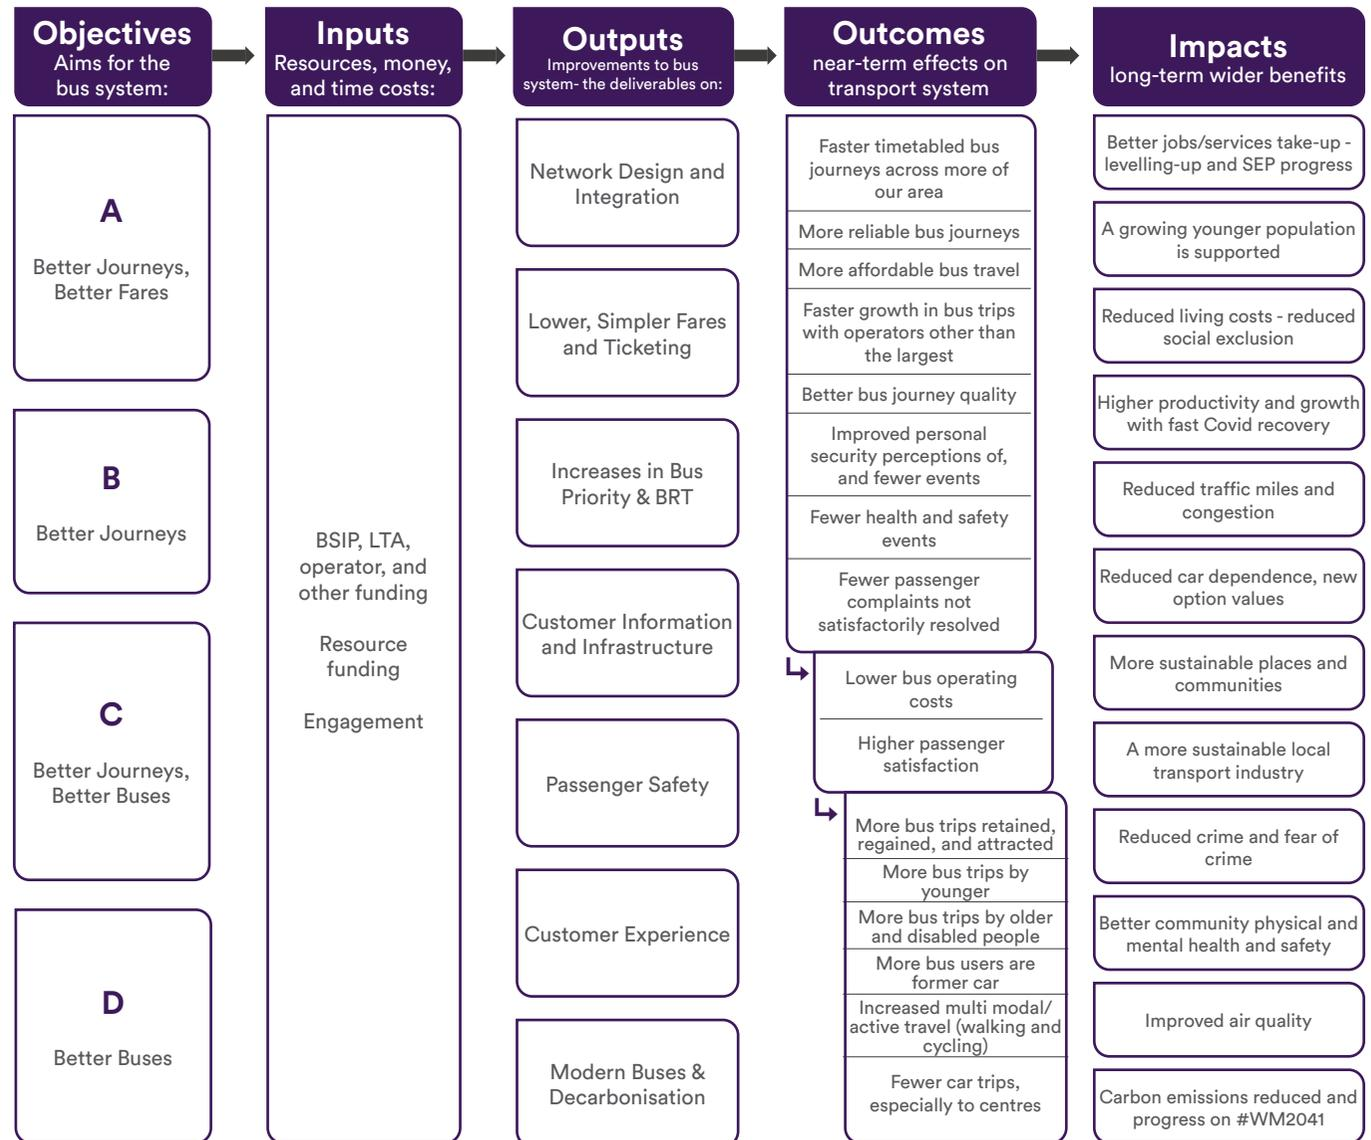 Objectives
Aims for the
bus system:
A
Better Journeys,
Better Fares
B
Better Journeys
C
Better Journeys,
Better Buses
D
Better Buses
Inputs
Resources, money,
and time costs:
BSIP, LTA,
operator, and
other funding
Resource
funding
Engagement
Outputs
Improvements to bus
system- the deliverables on:
Network Design and
Integration
Lower, Simpler Fares
and Ticketing
Increases in Bus
Priority & BRT
Customer Information
and Infrastructure
Passenger Safety
Customer Experience
Modern Buses &
Decarbonisation
Outcomes
near-term effects on
transport system
Faster timetabled bus
journeys across more of
our area
More reliable bus journeys
More affordable bus travel
Faster growth in bus trips
with operators other than
the largest
Better bus journey quality
Improved personal
security perceptions of,
and fewer events
Fewer health and safety
events
Fewer passenger
complaints not
satisfactorily resolved
Lower bus operating
costs
Higher passenger
satisfaction
More bus trips retained,
regained, and attracted
More bus trips by
younger
More bus trips by older
and disabled people
More bus users are
former car
Increased multi modal/
active travel (walking and
cycling)
Fewer car trips,
especially to centres
Impacts
long-term wider benefits
Better jobs/services take-up -
levelling-up and SEP progress
A growing younger population
is supported
Reduced living costs - reduced
social exclusion
Higher productivity and growth
with fast Covid recovery
Reduced traffic miles and
congestion
Reduced car dependence, new
option values
More sustainable places and
communities
A more sustainable local
transport industry
Reduced crime and fear of
crime
Better community physical and
mental health and safety
Improved air quality
Carbon emissions reduced and
progress on #WM2041